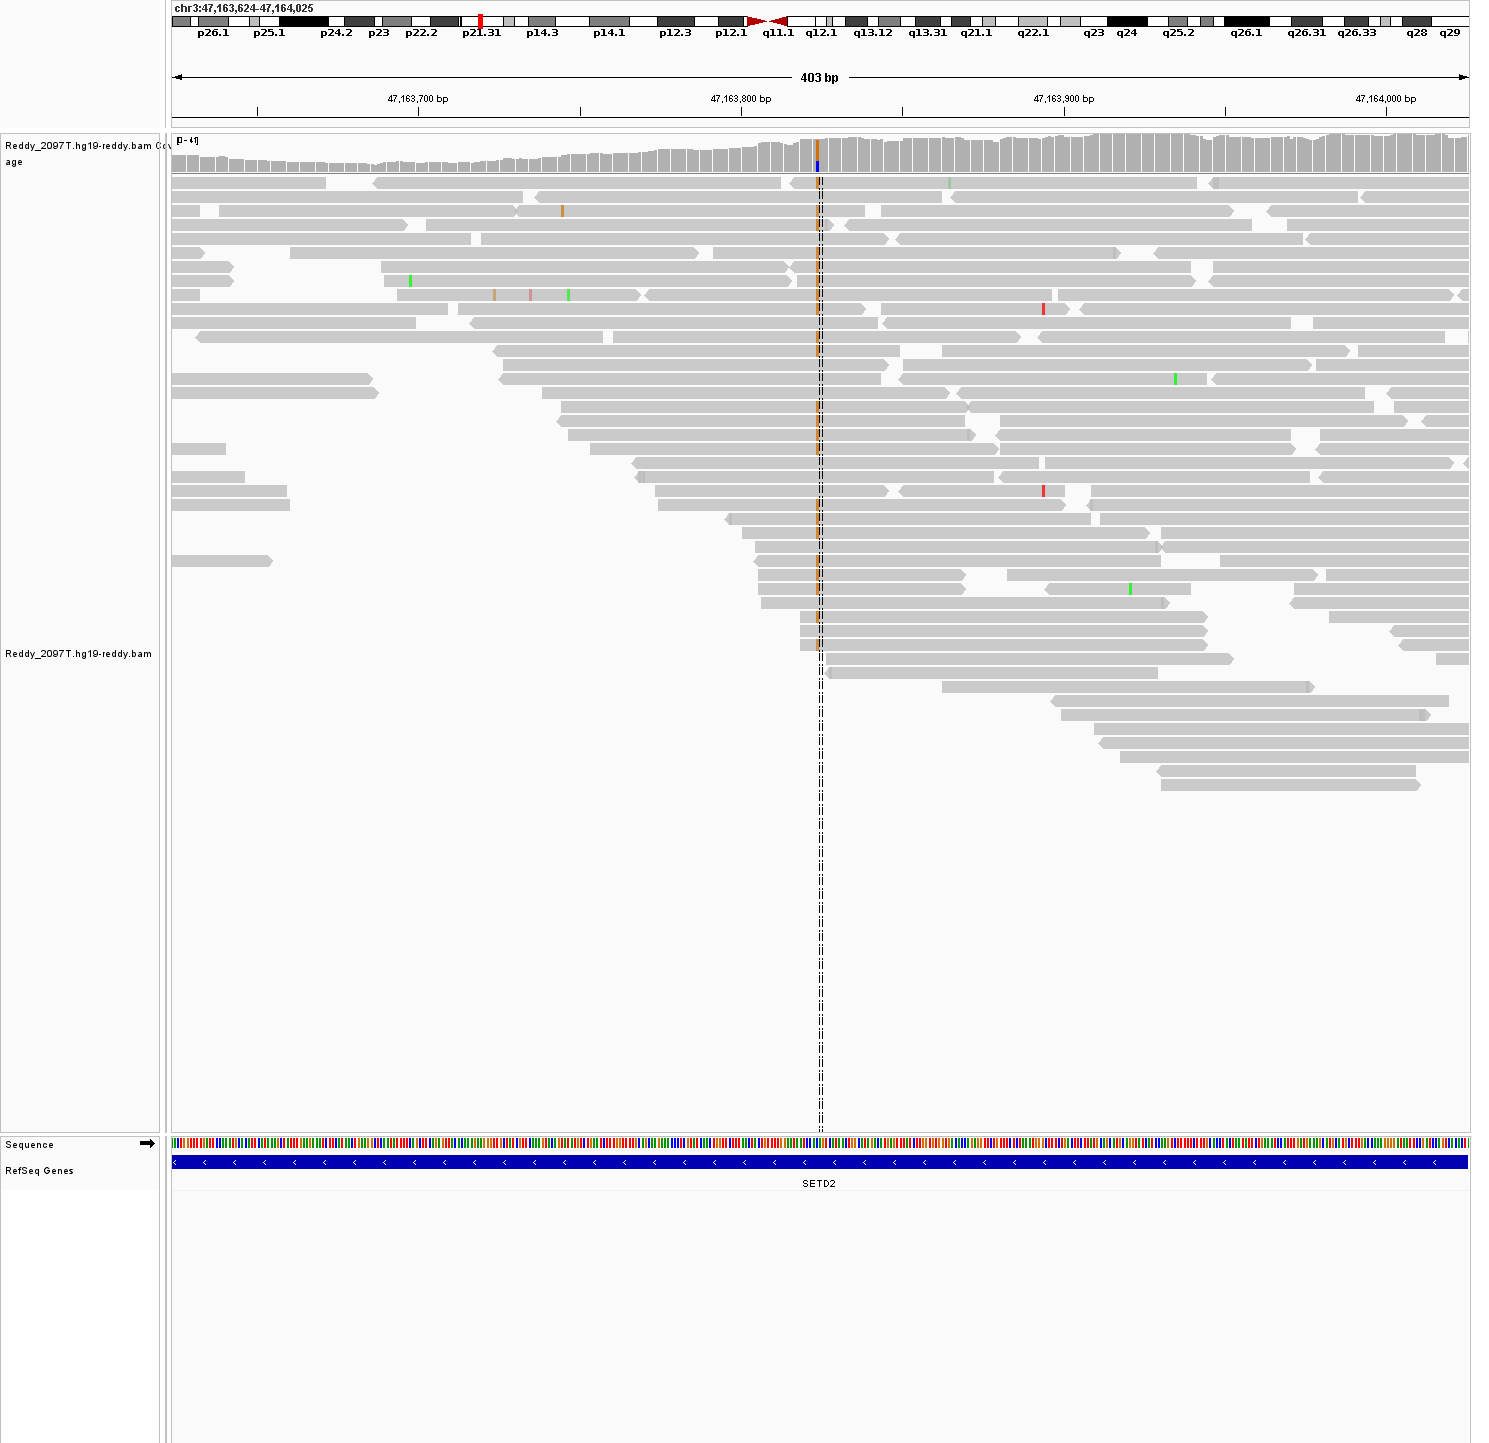 chr3:47,163,624-47,164,025
p26.1 p25.1 p24.2 p23 p22.2 p21.31 p14.3 p14.1 p12.3 p12.1 q11.1 q12.1 q13.12 q13.31 q21.1 q22.1 q23 q24 q25.2 q26.1 q26.31 q26.33 q28 q29
403 bp
47,163,700 bp 47,163,800 bp 47,163,900 bp 47,164,000 bp
Reddy_2097T.hg19-reddy.bam Cov
age
[0 - 41]
Reddy_2097T.hg19-reddy.bam
Sequence
RefSeq Genes
SETD2